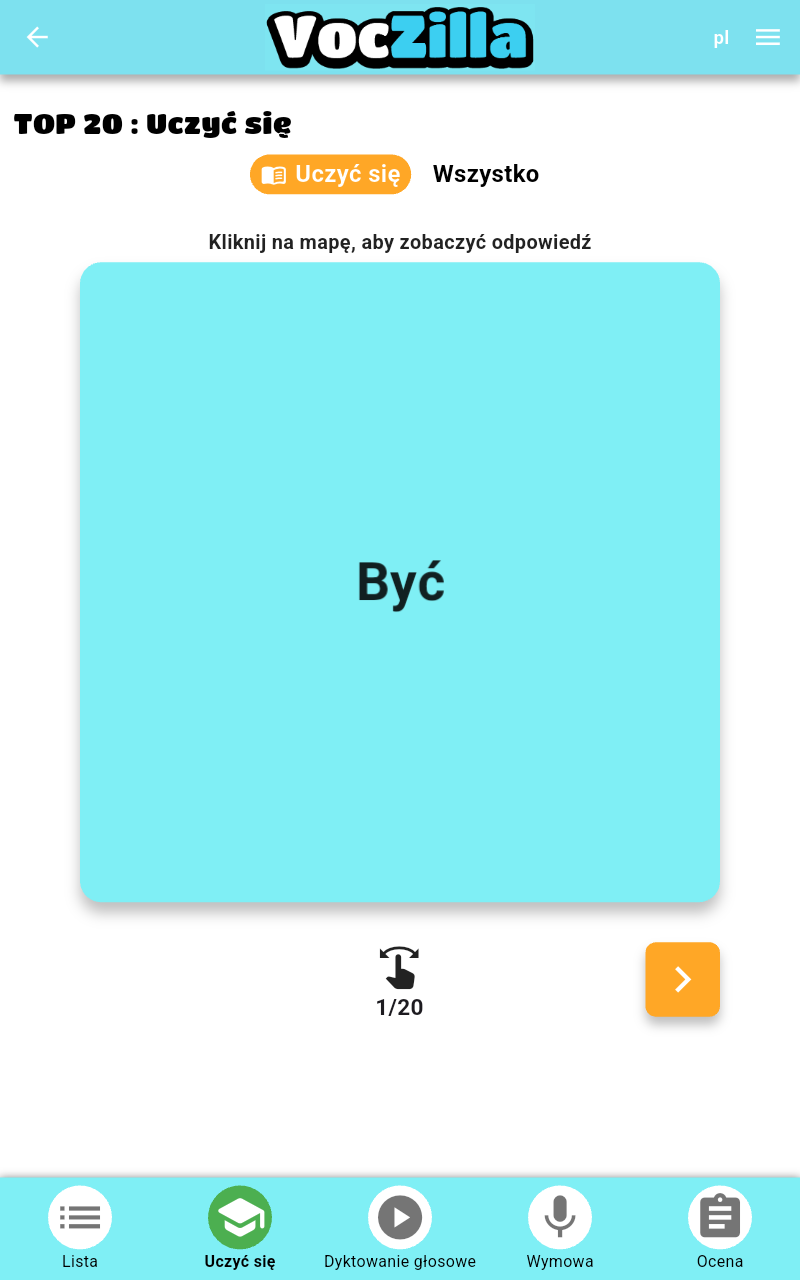 VocZilla
pl
TOP 20 : Uczyć się
Uczyć się
Wszystko
Kliknij na mapę, aby zobaczyć odpowiedź
Być
1/20
Lista
Uczyć się
Dyktowanie głosowe
Wymowa
Ocena